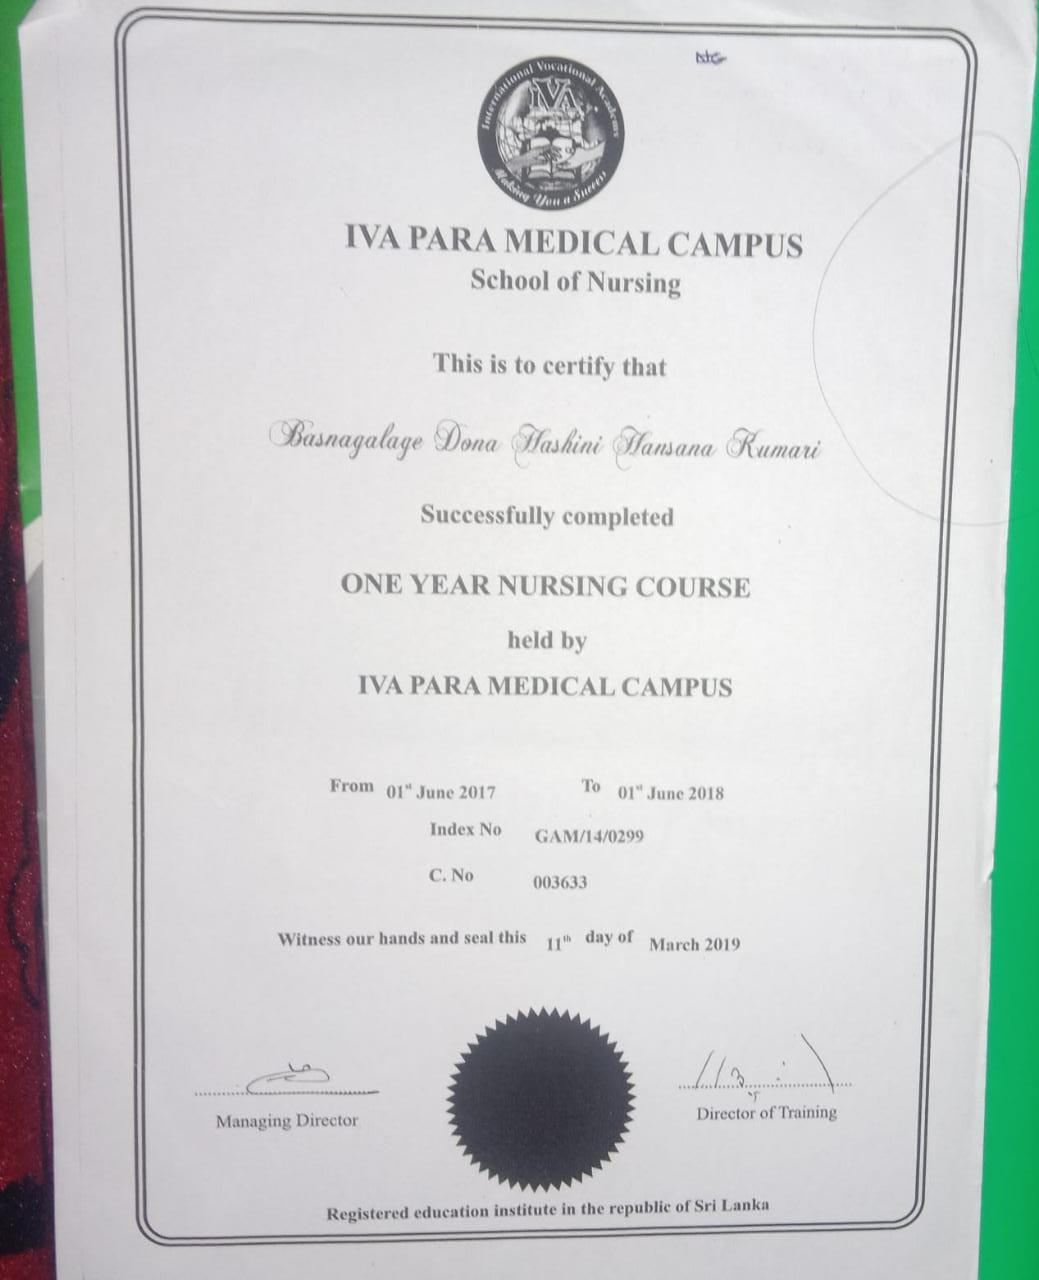 International Vocational Academy
IVA
Making You a Success
IVA PARA MEDICAL CAMPUS
School of Nursing
This is to certify that
Basnagalage Dona Hashini Hansana Kumari
Successfully completed
ONE YEAR NURSING COURSE
held by
IVA PARA MEDICAL CAMPUS
From 01st June 2017 To 01st June 2018
Index No GAM/14/0299
C. No 003633
Witness our hands and seal this 11th day of March 2019
Managing Director
Director of Training
Registered education institute in the republic of Sri Lanka